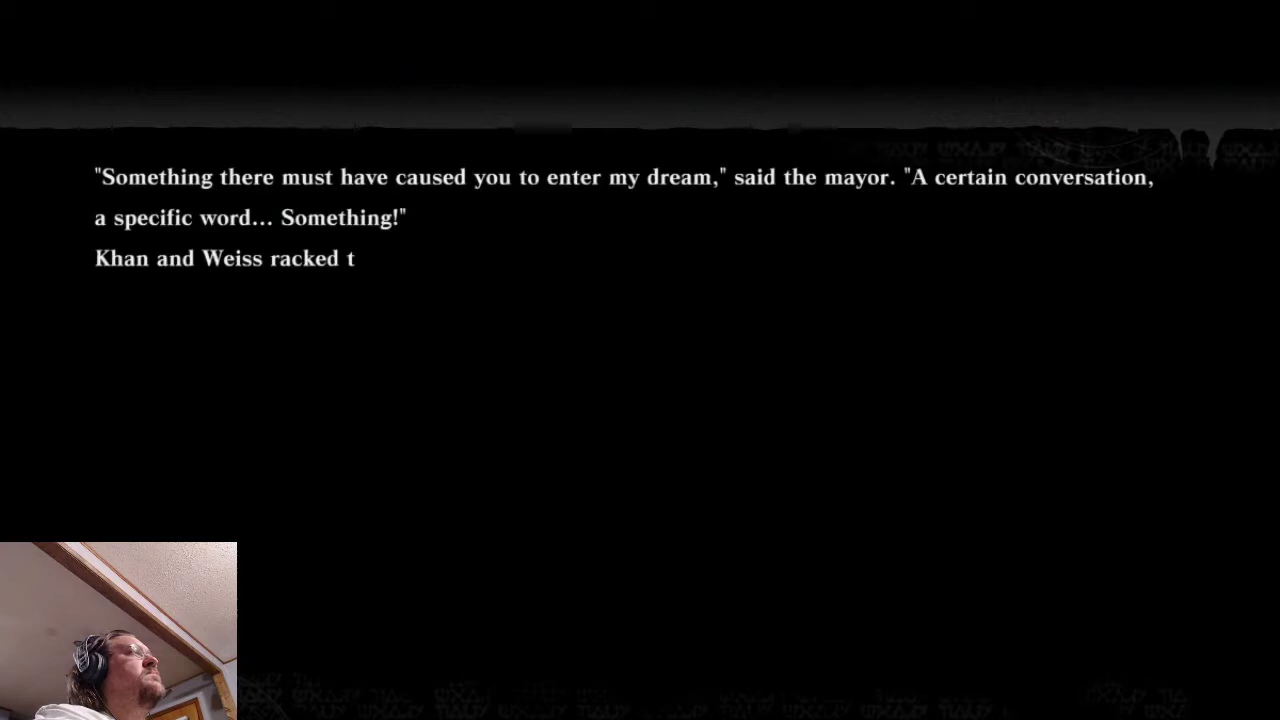 "Something there must have caused you to enter my dream," said the mayor. "A certain conversation,
a specific word... Something!"
Khan and Weiss racked t